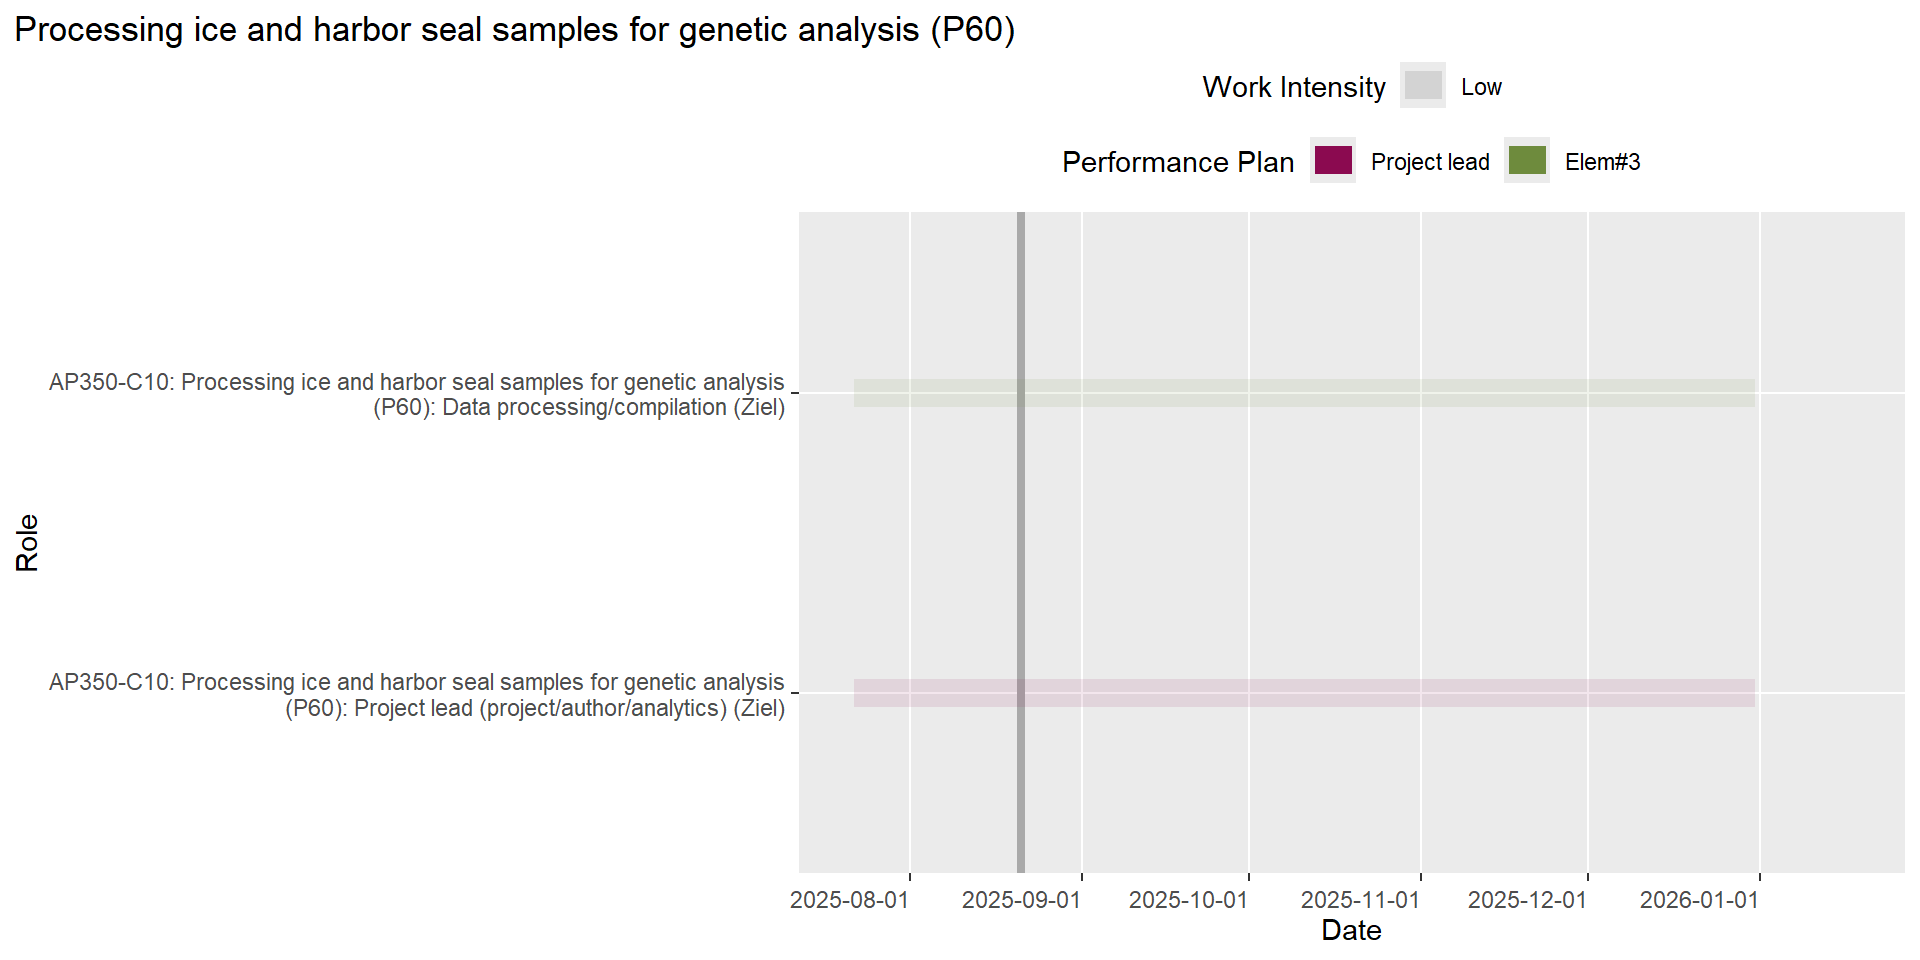 Processing ice and harbor seal samples for genetic analysis (P60)
Work Intensity Low
Performance Plan Project lead Elem#3
AP350-C10: Processing ice and harbor seal samples for genetic analysis
(P60): Data processing/compilation (Ziel)
Role
AP350-C10: Processing ice and harbor seal samples for genetic analysis
(P60): Project lead (project/author/analytics) (Ziel)
2025-08-01 2025-09-01 2025-10-01 2025-11-01 2025-12-01 2026-01-01
Date